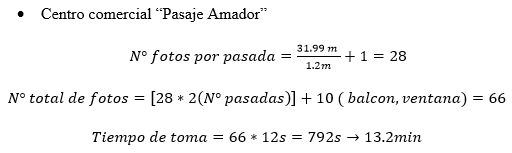 • Centro comercial “Pasaje Amador”
N° fotos por pasada = 31.99 m / 1.2m + 1 = 28
N° total de fotos = [28 * 2(N° pasadas)] + 10 ( balcon, ventana) = 66
Tiempo de toma = 66 * 12s = 792s → 13.2min